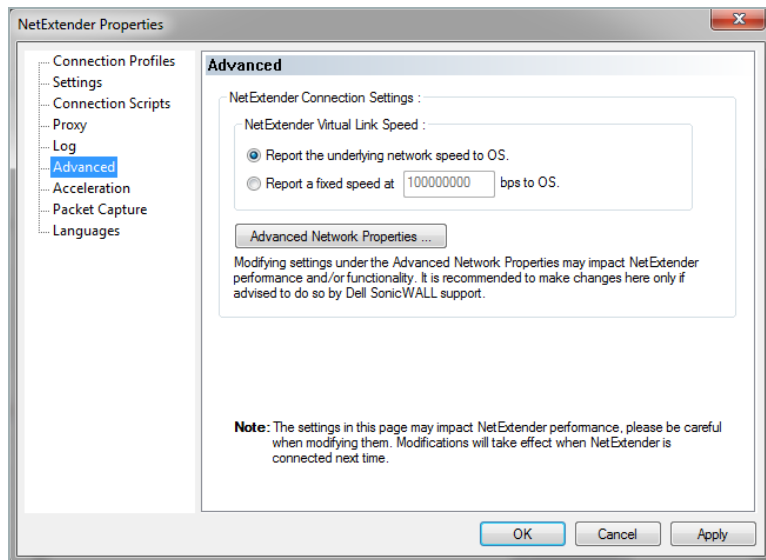 NetExtender Properties
Connection Profiles
Settings
Connection Scripts
Proxy
Log
Advanced
Acceleration
Packet Capture
Languages
Advanced
NetExtender Connection Settings :
NetExtender Virtual Link Speed :
Report the underlying network speed to OS.
Report a fixed speed at 100000000 bps to OS.
Advanced Network Properties ...
Modifying settings under the Advanced Network Properties may impact NetExtender
performance and/or functionality. It is recommended to make changes here only if
advised to do so by Dell SonicWALL support.
Note: The settings in this page may impact NetExtender performance, please be careful
when modifying them. Modifications will take effect when NetExtender is
connected next time.
OK Cancel Apply